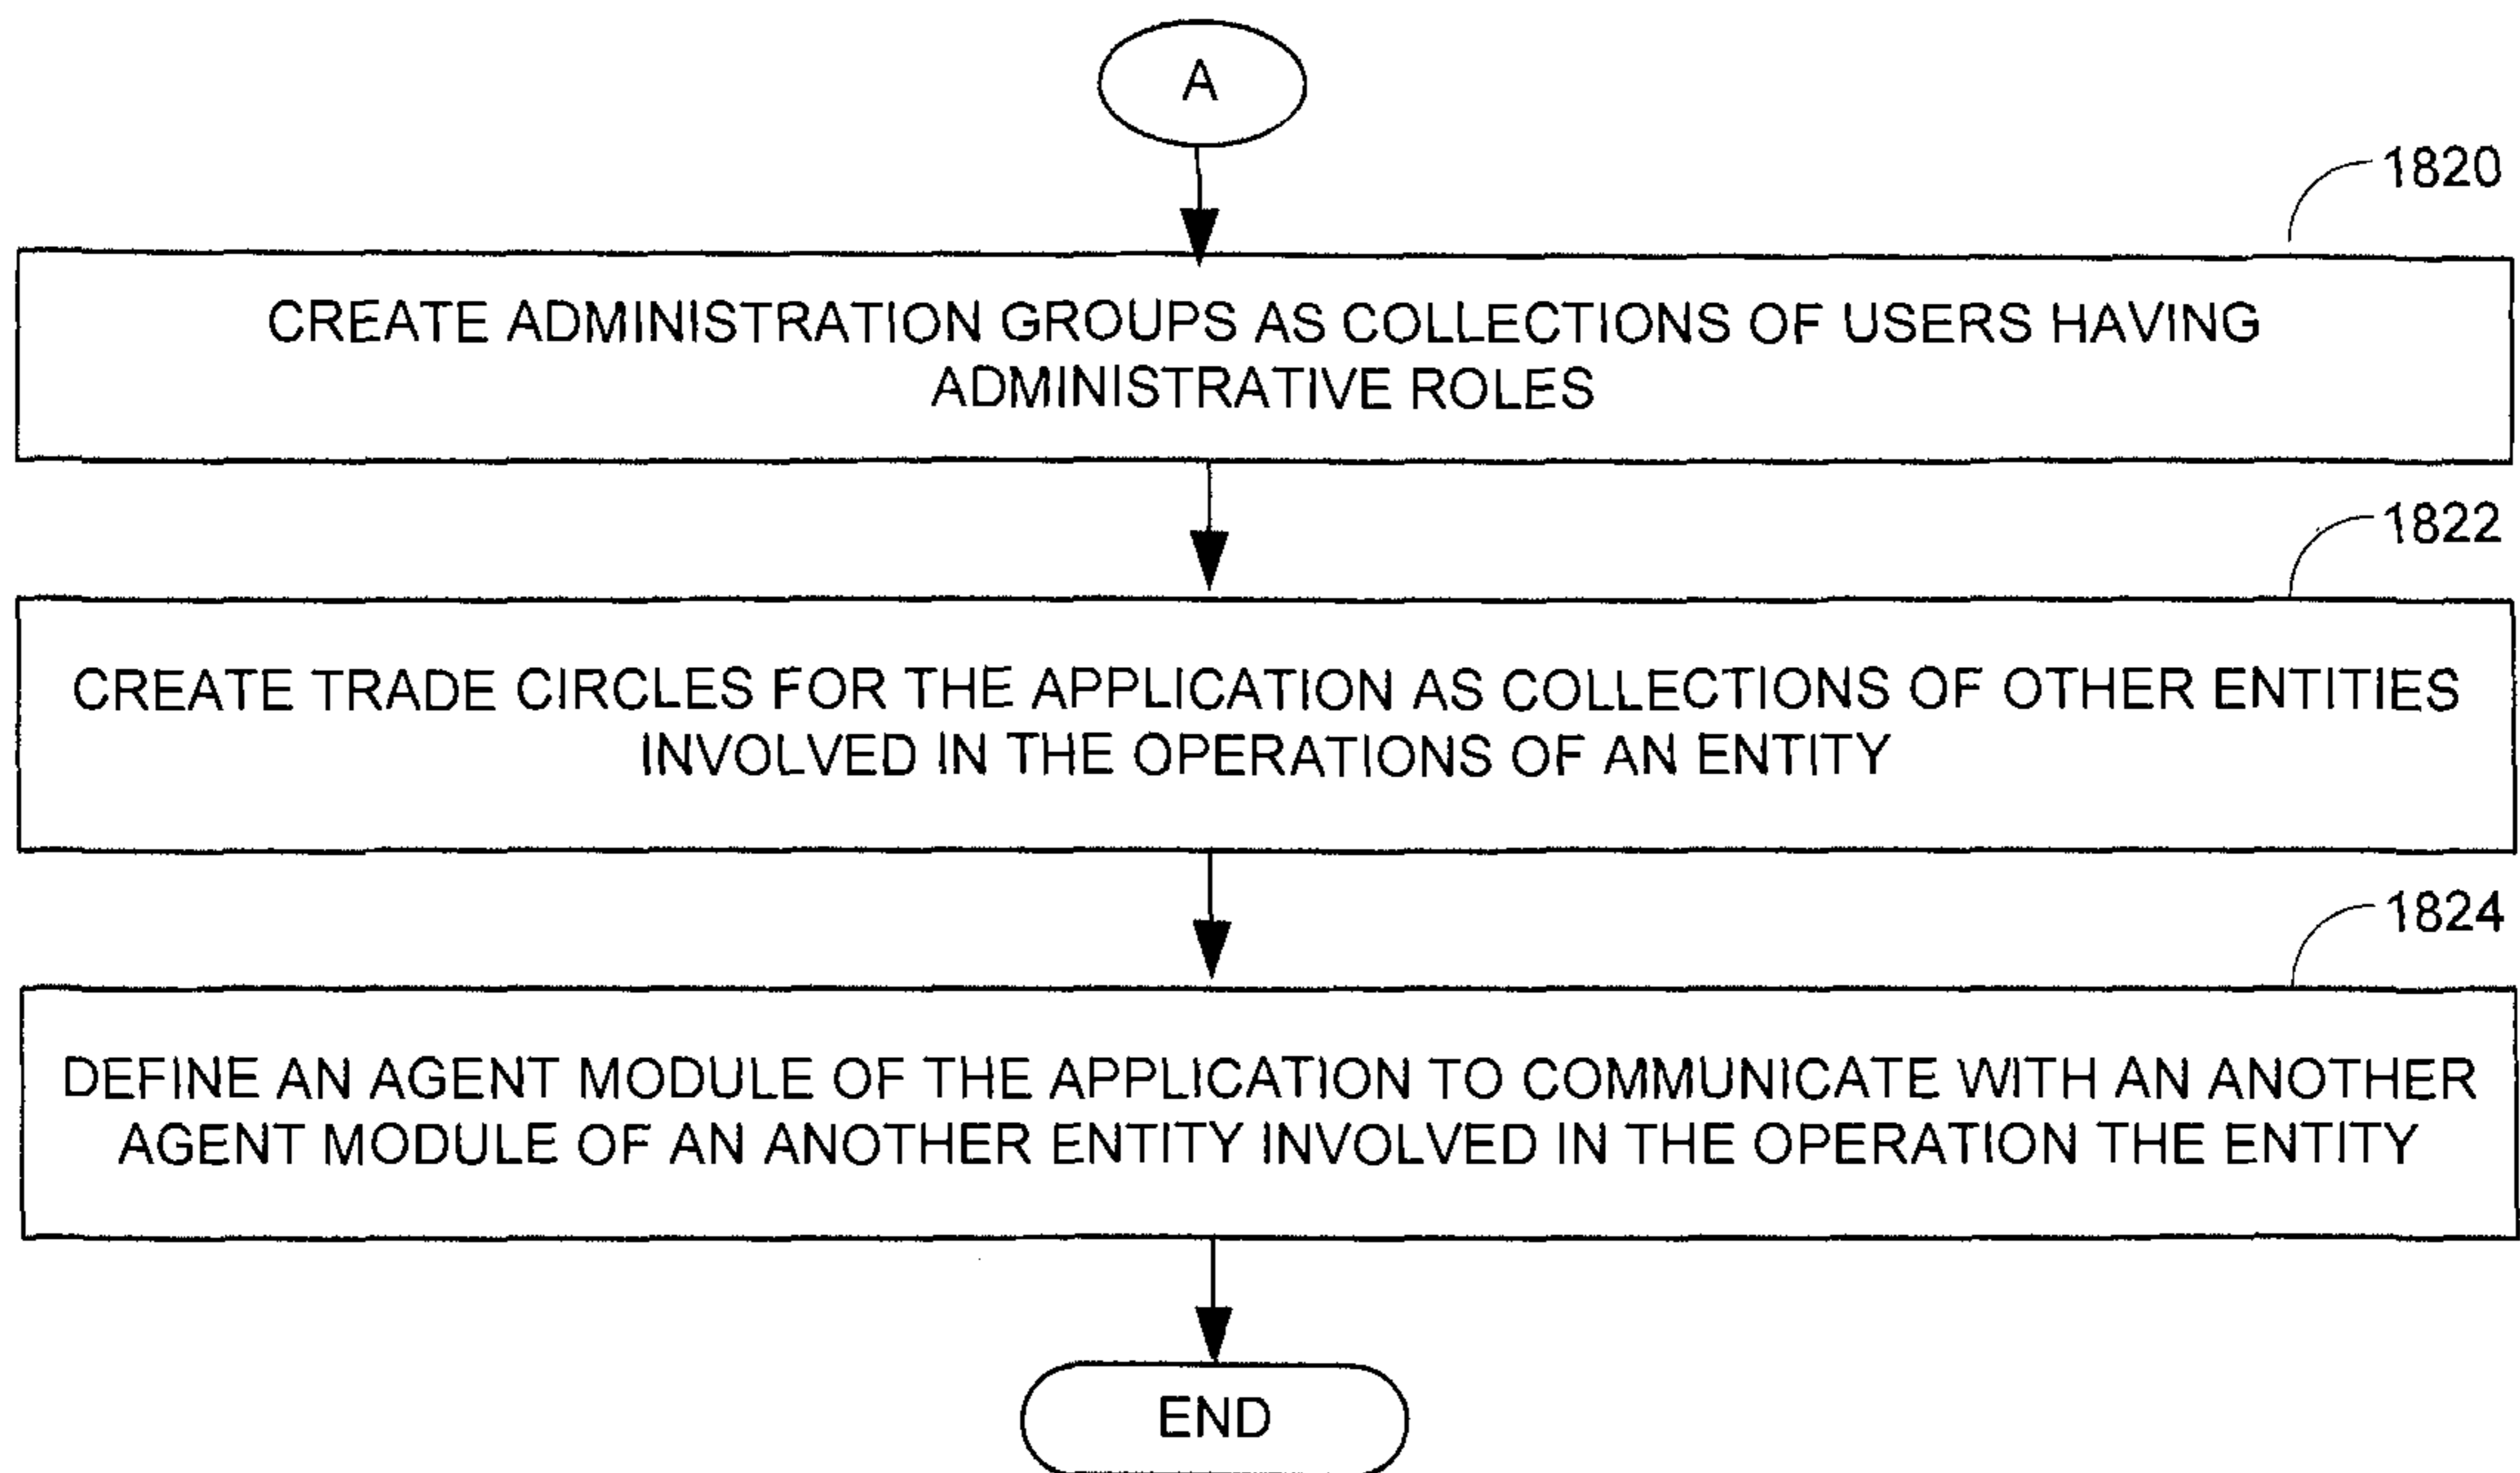 A
1820
CREATE ADMINISTRATION GROUPS AS COLLECTIONS OF USERS HAVING
ADMINISTRATIVE ROLES
1822
CREATE TRADE CIRCLES FOR THE APPLICATION AS COLLECTIONS OF OTHER ENTITIES
INVOLVED IN THE OPERATIONS OF AN ENTITY
1824
DEFINE AN AGENT MODULE OF THE APPLICATION TO COMMUNICATE WITH AN ANOTHER
AGENT MODULE OF AN ANOTHER ENTITY INVOLVED IN THE OPERATION THE ENTITY
END